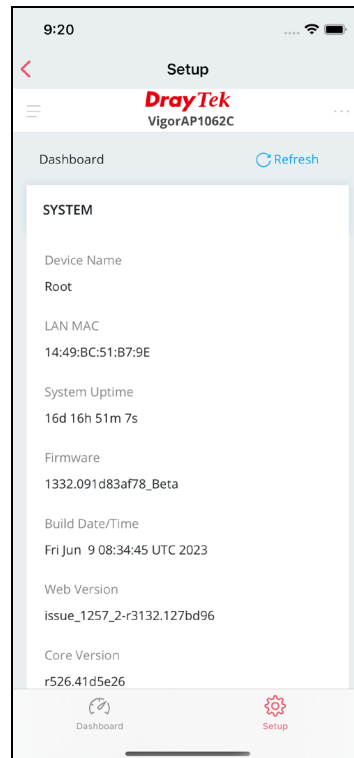 9:20
Setup
DrayTek
VigorAP1062C
Dashboard
Refresh
SYSTEM
Device Name
Root
LAN MAC
14:49:BC:51:B7:9E
System Uptime
16d 16h 51m 7s
Firmware
1332.091d83af78_Beta
Build Date/Time
Fri Jun  9 08:34:45 UTC 2023
Web Version
issue_1257_2-r3132.127bd96
Core Version
r526.41d5e26
Dashboard
Setup